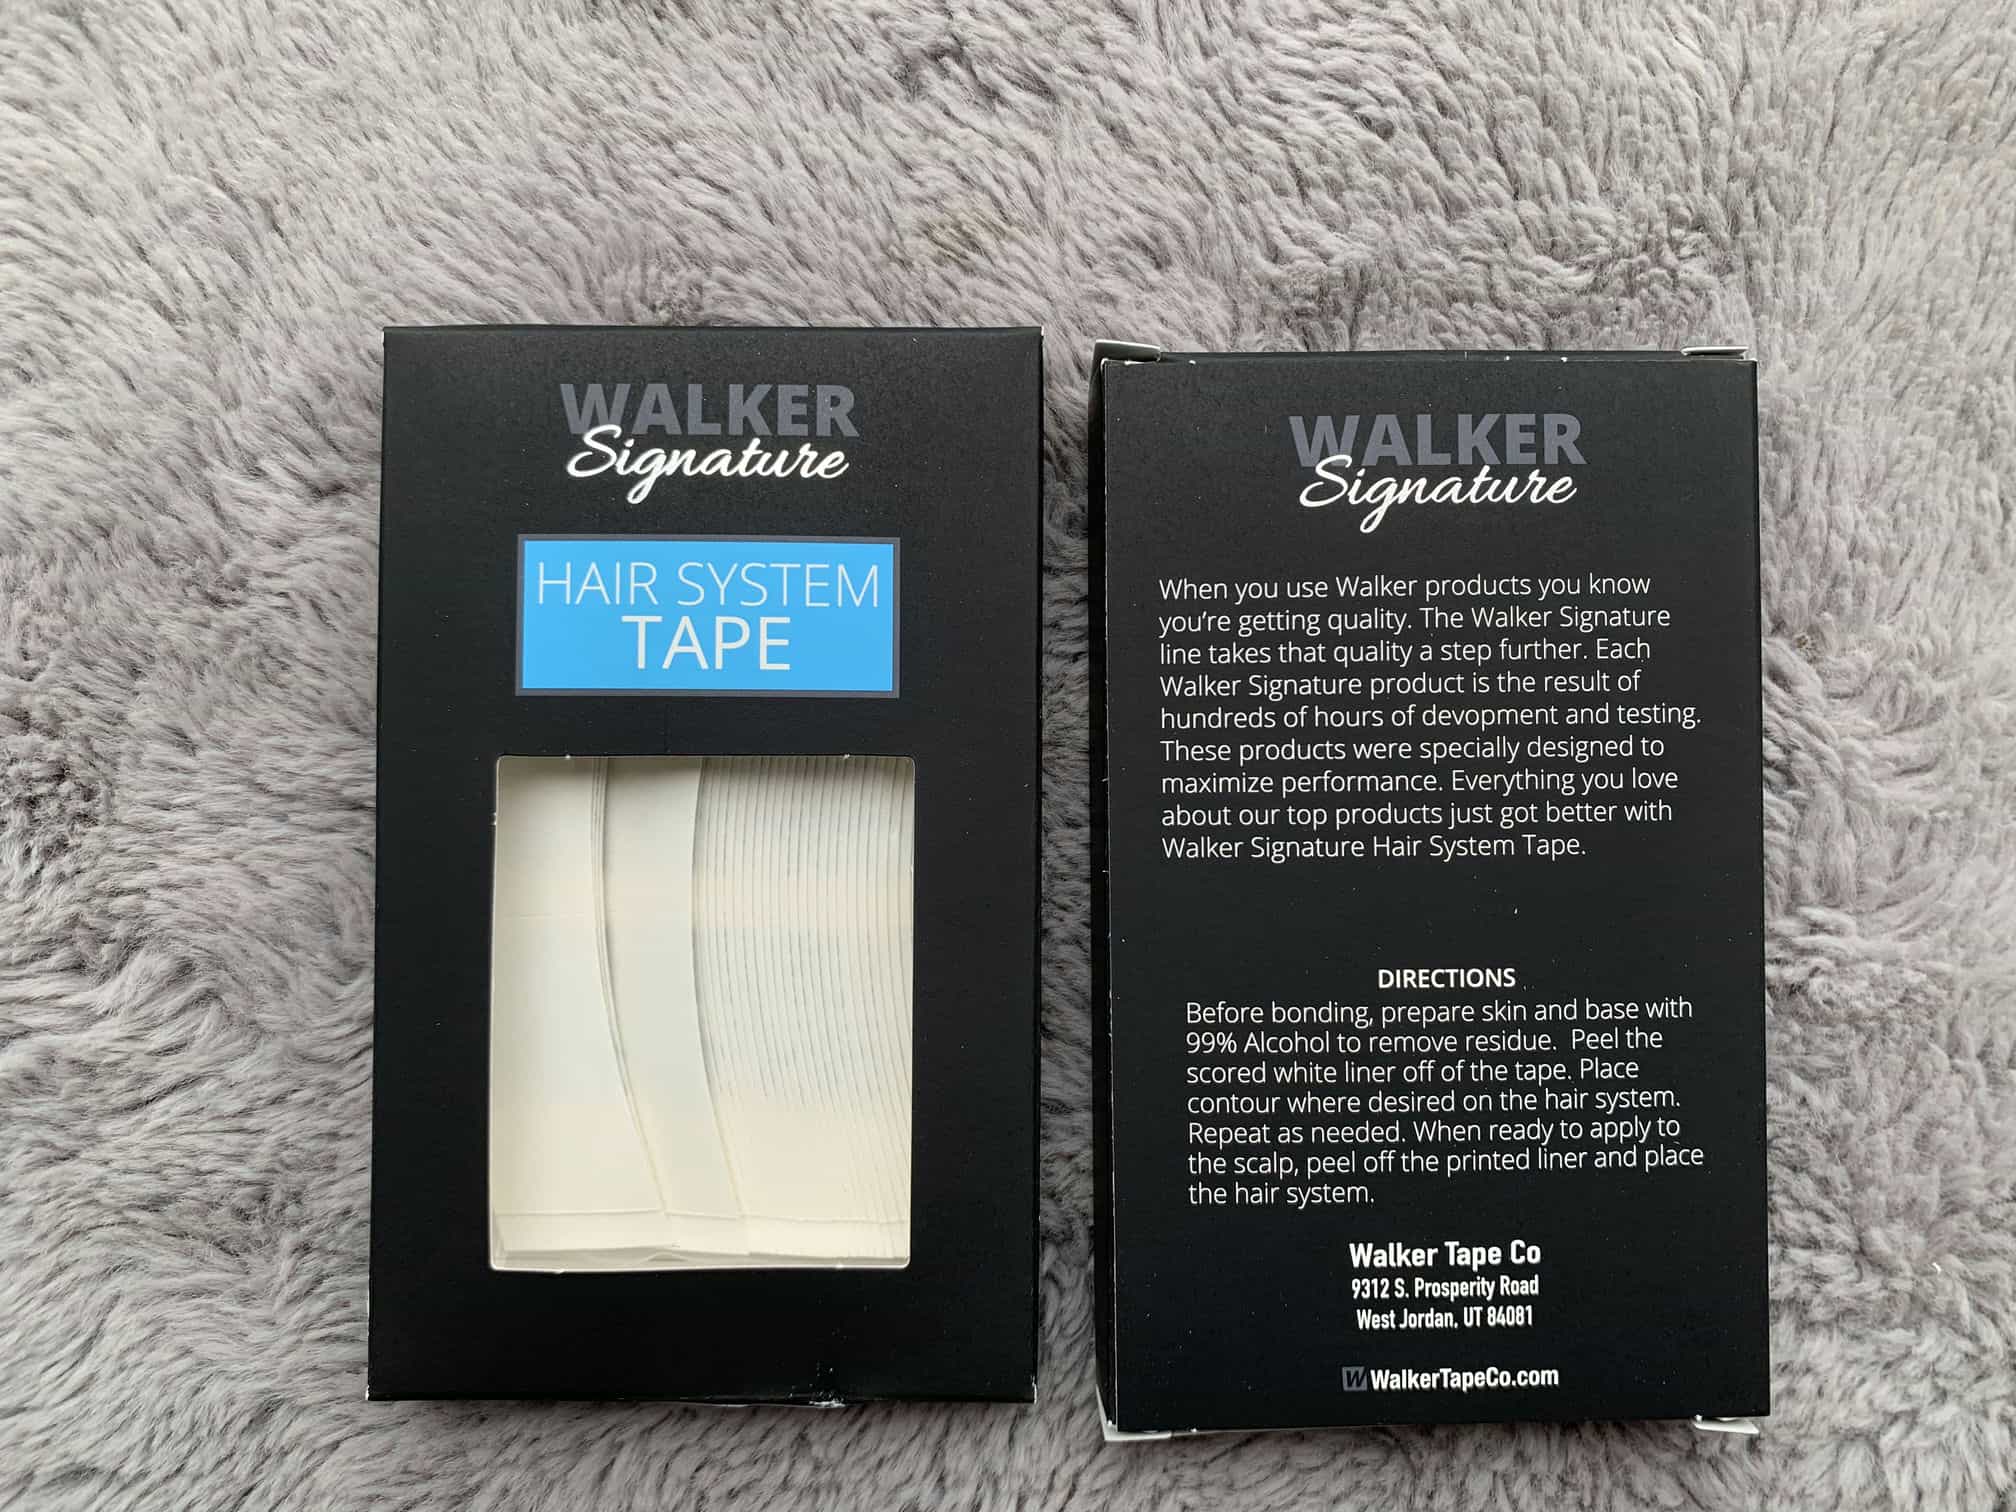 WALKER
Signature
HAIR SYSTEM
TAPE
WALKER
Signature
When you use Walker products you know
you're getting quality. The Walker Signature
line takes that quality a step further. Each
Walker Signature product is the result of
hundreds of hours of devopment and testing.
These products were specially designed to
maximize performance. Everything you love
about our top products just got better with
Walker Signature Hair System Tape.
DIRECTIONS
Before bonding, prepare skin and base with
99% Alcohol to remove residue. Peel the
scored white liner off of the tape. Place
contour where desired on the hair system.
Repeat as needed. When ready to apply to
the scalp, peel off the printed liner and place
the hair system.
Walker Tape Co
9312 S. Prosperity Road
West Jordan, UT 84081
W WalkerTapeCo.com